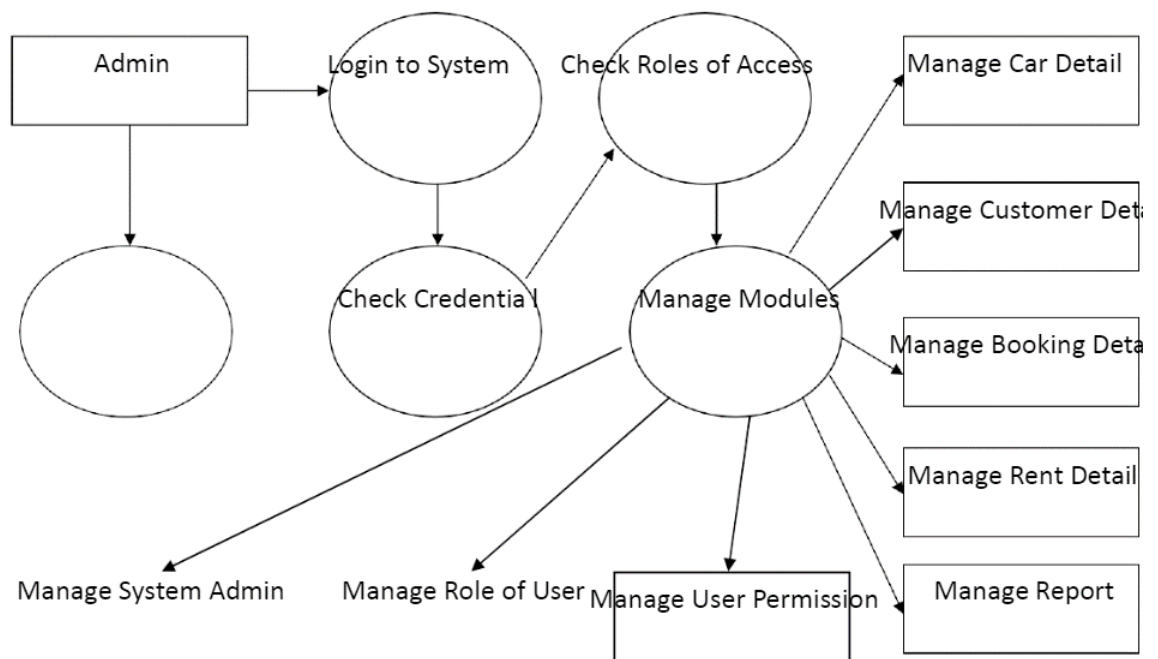 Admin
Login to System
Check Roles of Access
Manage Car Detail
Manage Customer Deta
Check Credentia l
Manage Modules
Manage Booking Deta
Manage Rent Detail
Manage System Admin
Manage Role of User
Manage User Permission
Manage Report